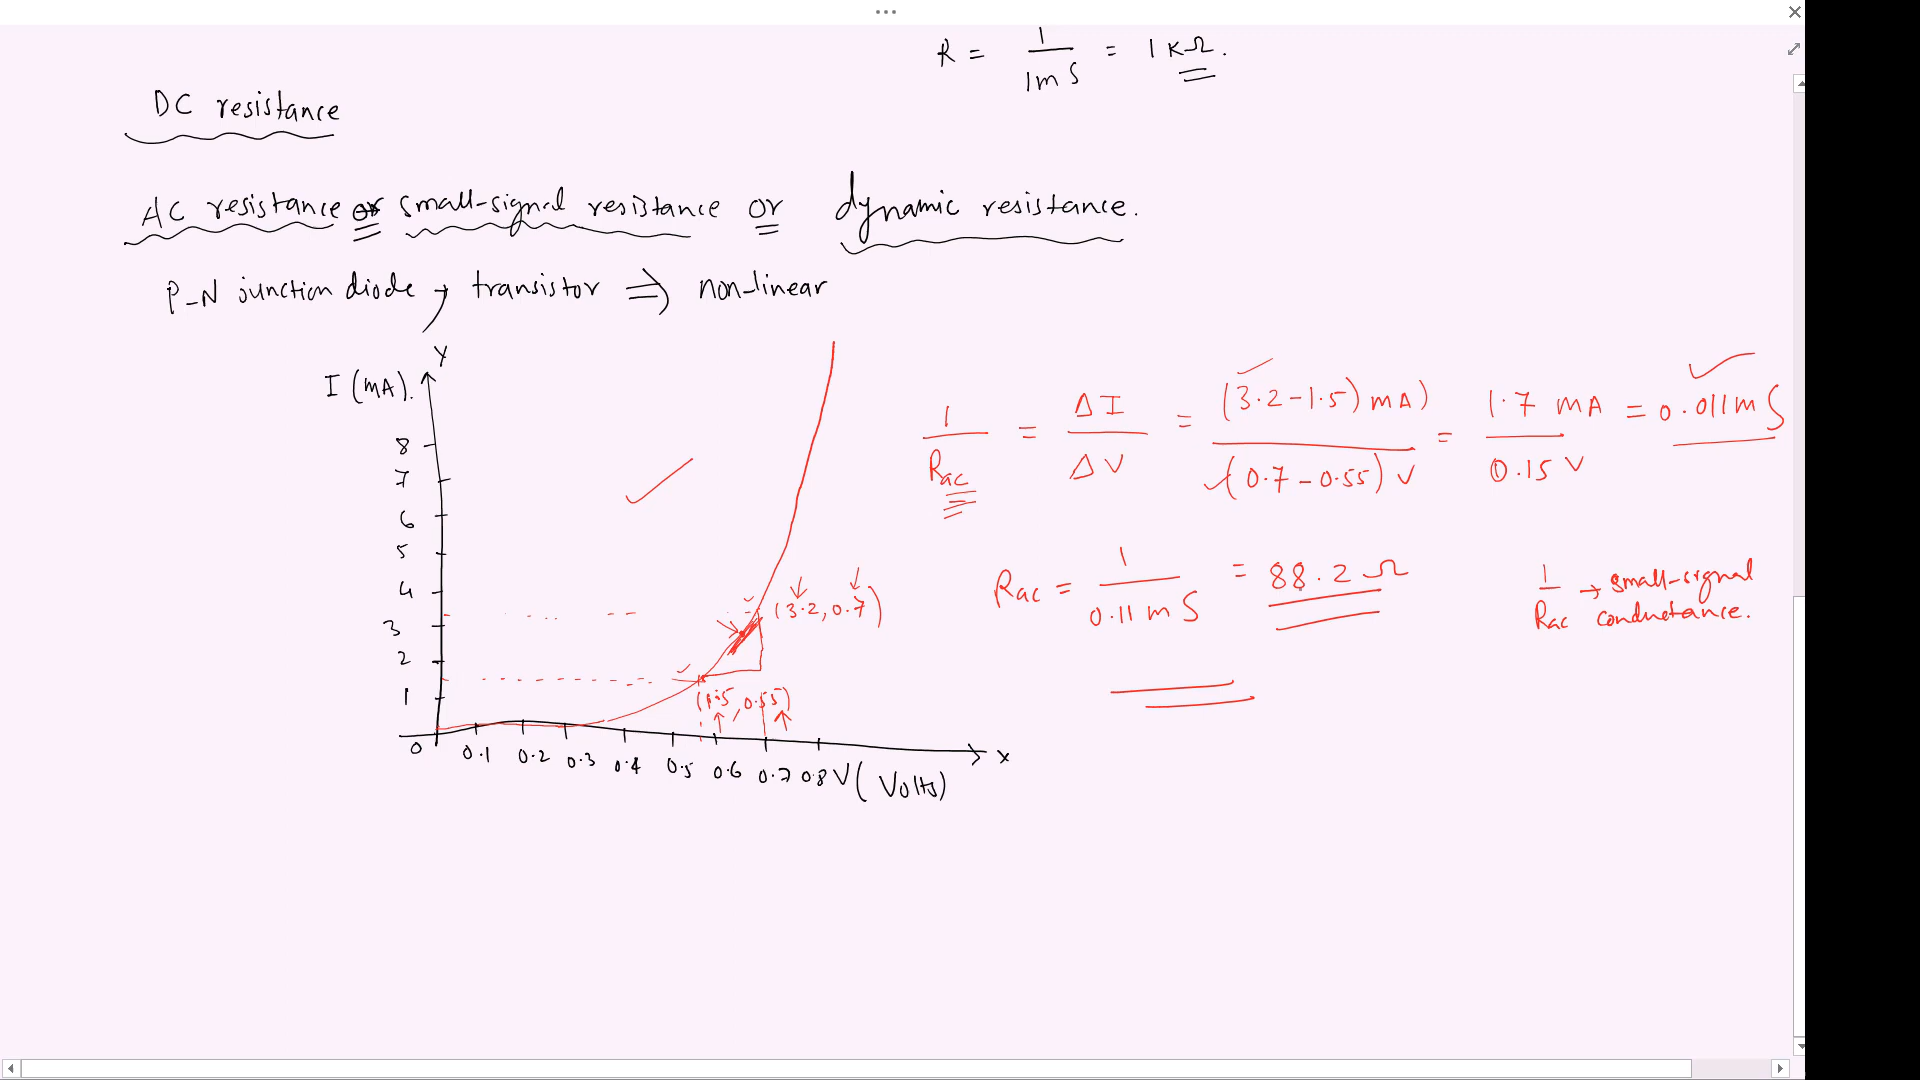 R = 1/1mS = 1KΩ.
DC resistance
AC resistance or small-signal resistance or dynamic resistance.
P-N junction diode, transistor ⇒ non-linear
Y
I (mA).
8
7
6
5
4
3
2
1
0
0.1 0.2 0.3 0.4 0.5 0.6 0.7 0.8 V (Volts)
X
(3.2, 0.7)
(1.5, 0.55)
1/Rac = ΔI/ΔV = (3.2-1.5)mA)/(0.7-0.55)V = 1.7 mA/0.15 V = 0.011m S
Rac = 1/0.11 m S = 88.2 Ω
1/Rac → small-signal
conductance.